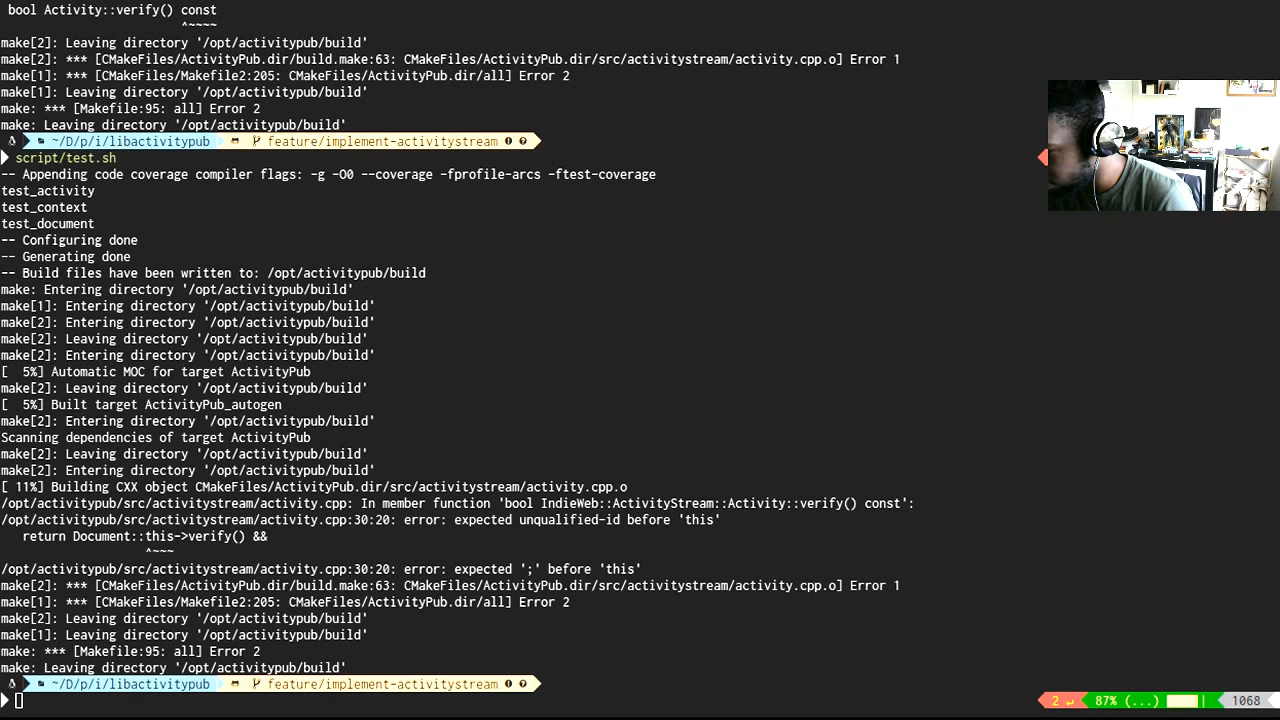 bool Activity::verify() const
^~~~~
make[2]: Leaving directory '/opt/activitypub/build'
make[2]: *** [CMakeFiles/ActivityPub.dir/build.make:63: CMakeFiles/ActivityPub.dir/src/activitystream/activity.cpp.o] Error 1
make[1]: *** [CMakeFiles/Makefile2:205: CMakeFiles/ActivityPub.dir/all] Error 2
make[1]: Leaving directory '/opt/activitypub/build'
make: *** [Makefile:95: all] Error 2
make: Leaving directory '/opt/activitypub/build'
~/D/p/i/libactivitypub feature/implement-activitystream
script/test.sh
-- Appending code coverage compiler flags: -g -O0 --coverage -fprofile-arcs -ftest-coverage
test_activity
test_context
test_document
-- Configuring done
-- Generating done
-- Build files have been written to: /opt/activitypub/build
make: Entering directory '/opt/activitypub/build'
make[1]: Entering directory '/opt/activitypub/build'
make[2]: Entering directory '/opt/activitypub/build'
make[2]: Leaving directory '/opt/activitypub/build'
make[2]: Entering directory '/opt/activitypub/build'
[  5%] Automatic MOC for target ActivityPub
make[2]: Leaving directory '/opt/activitypub/build'
[  5%] Built target ActivityPub_autogen
make[2]: Entering directory '/opt/activitypub/build'
Scanning dependencies of target ActivityPub
make[2]: Leaving directory '/opt/activitypub/build'
make[2]: Entering directory '/opt/activitypub/build'
[ 11%] Building CXX object CMakeFiles/ActivityPub.dir/src/activitystream/activity.cpp.o
/opt/activitypub/src/activitystream/activity.cpp: In member function 'bool IndieWeb::ActivityStream::Activity::verify() const':
/opt/activitypub/src/activitystream/activity.cpp:30:20: error: expected unqualified-id before 'this'
return Document::this->verify() &&
^~~~
/opt/activitypub/src/activitystream/activity.cpp:30:20: error: expected ';' before 'this'
make[2]: *** [CMakeFiles/ActivityPub.dir/build.make:63: CMakeFiles/ActivityPub.dir/src/activitystream/activity.cpp.o] Error 1
make[1]: *** [CMakeFiles/Makefile2:205: CMakeFiles/ActivityPub.dir/all] Error 2
make[2]: Leaving directory '/opt/activitypub/build'
make[1]: Leaving directory '/opt/activitypub/build'
make: *** [Makefile:95: all] Error 2
make: Leaving directory '/opt/activitypub/build'
~/D/p/i/libactivitypub feature/implement-activitystream
2 ↵ 87% (...) 1068